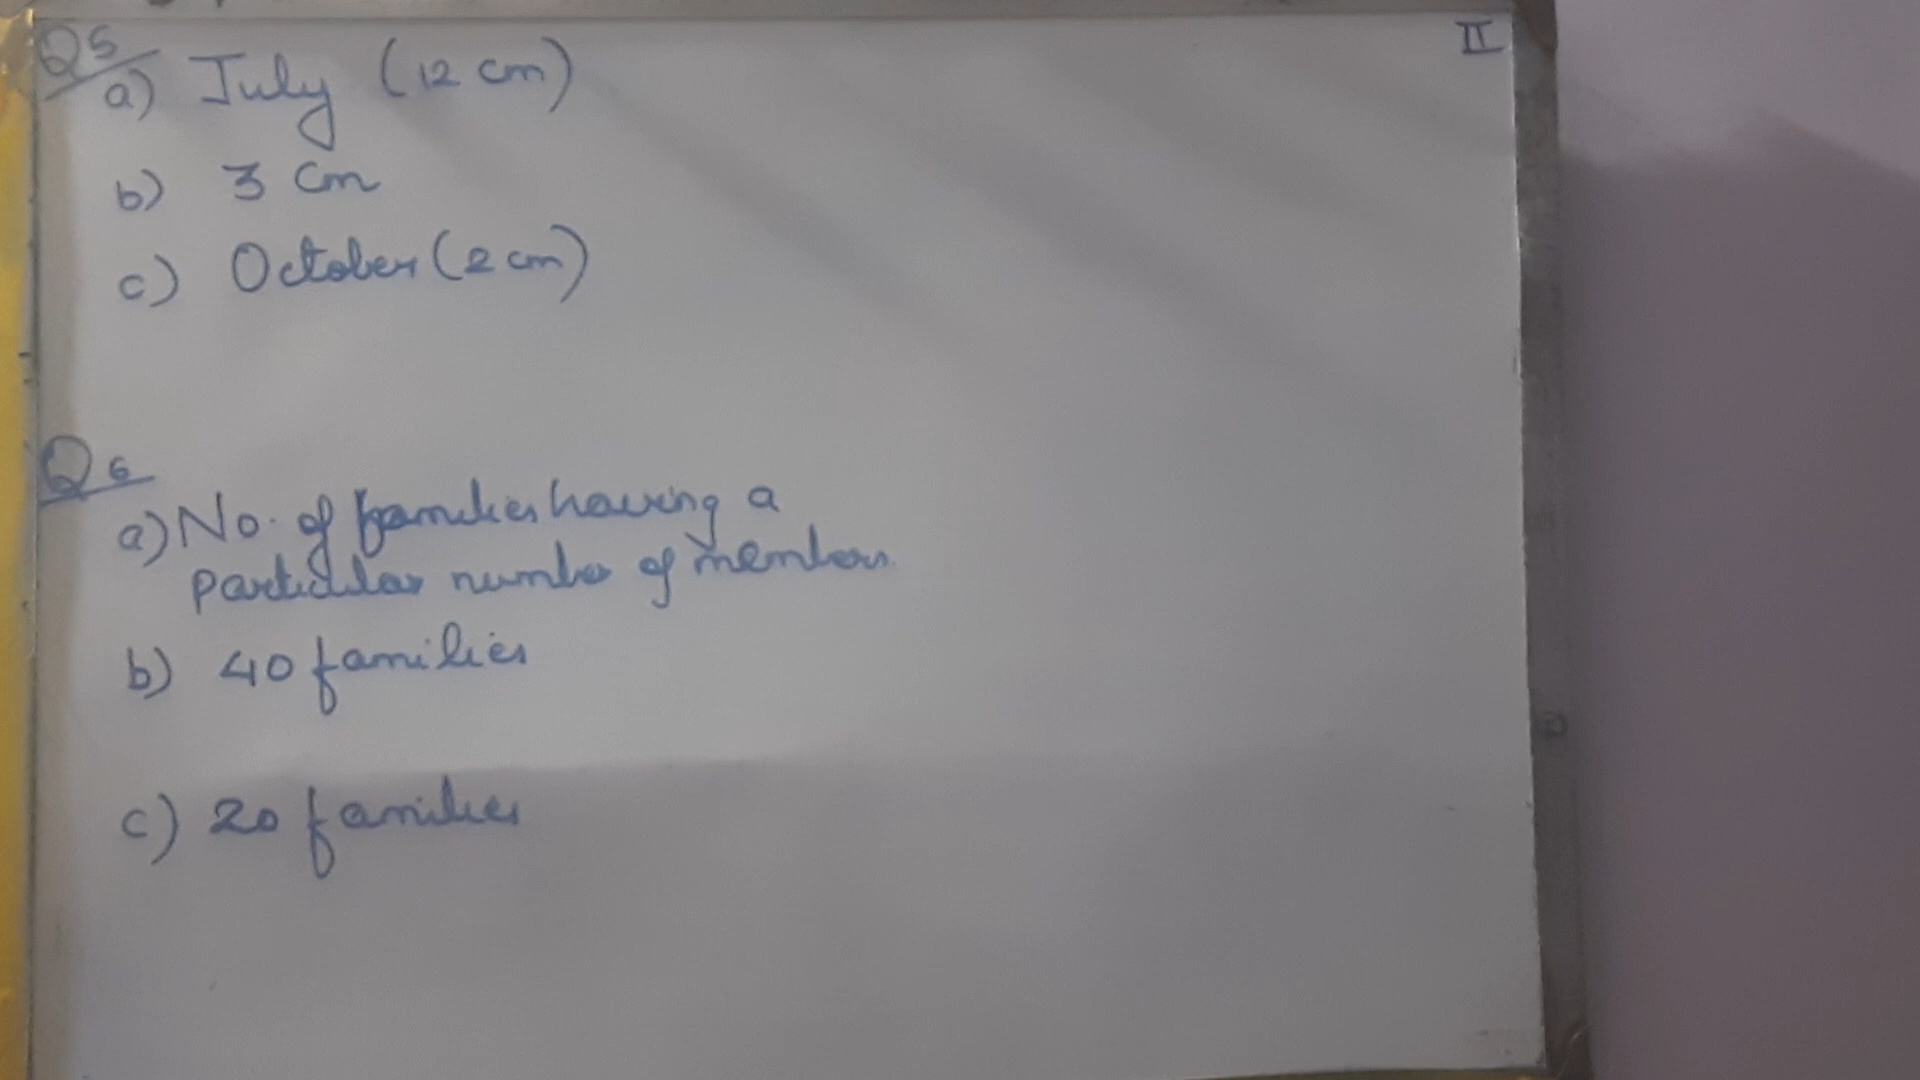 Q5
II
a) July (12 cm)
b) 3 cm
c) October (2 cm)
Q6
a) No. of families having a
particular number of members.
b) 40 families
c) 20 families